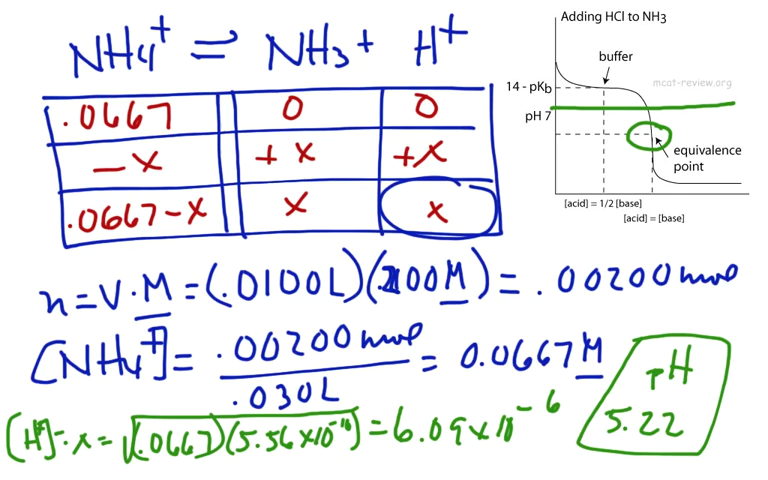 NH4+ ⇌ NH3 + H+
.0667 0 0
- x + x + x
.0667 - x x x
n = V · M = (.0100L)(.200M) = .00200 mol
[NH4+] = .00200 mol / .030L = 0.0667 M
[H+] = x = √(.0667)(5.56 x 10^-10) = 6.09 x 10^-6
pH
5.22
Adding HCl to NH3
buffer
mcat-review.org
14 - pKb
pH 7
equivalence
point
[acid] = 1/2 [base]
[acid] = [base]